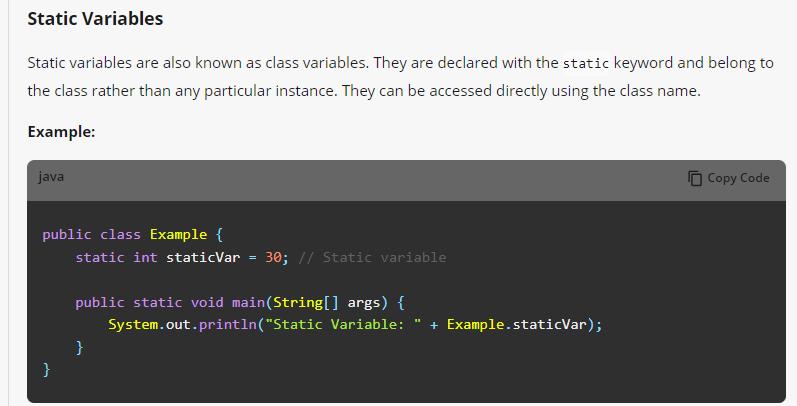 Static Variables
Static variables are also known as class variables. They are declared with the static keyword and belong to
the class rather than any particular instance. They can be accessed directly using the class name.
Example:
java
Copy Code
public class Example {
    static int staticVar = 30; // Static variable
    public static void main(String[] args) {
        System.out.println("Static Variable: " + Example.staticVar);
    }
}